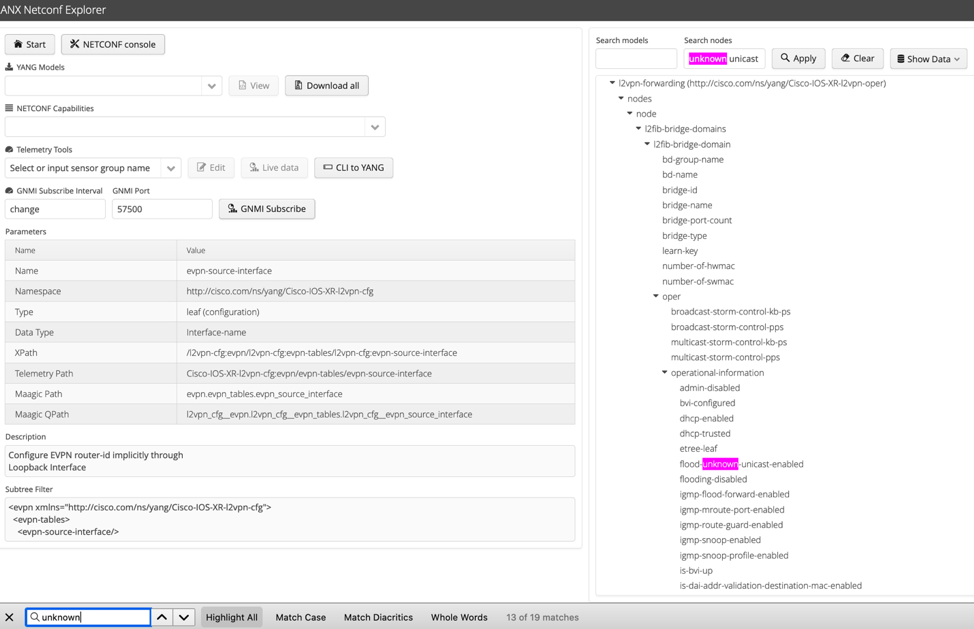 ANX Netconf Explorer
Start
NETCONF console
YANG Models
View
Download all
NETCONF Capabilities
Telemetry Tools
Select or input sensor group name
Edit
Live data
CLI to YANG
GNMI Subscribe Interval
GNMI Port
change
57500
GNMI Subscribe
Parameters
Name Value
Name evpn-source-interface
Namespace http://cisco.com/ns/yang/Cisco-IOS-XR-l2vpn-cfg
Type leaf (configuration)
Data Type Interface-name
XPath /l2vpn-cfg:evpn/l2vpn-cfg:evpn-tables/l2vpn-cfg:evpn-source-interface
Telemetry Path Cisco-IOS-XR-l2vpn-cfg:evpn/evpn-tables/evpn-source-interface
Maagic Path evpn.evpn_tables.evpn_source_interface
Maagic QPath l2vpn_cfg__evpn.l2vpn_cfg__evpn_tables.l2vpn_cfg__evpn_source_interface
Description
Configure EVPN router-id implicitly through
Loopback Interface
Subtree Filter
<evpn xmlns="http://cisco.com/ns/yang/Cisco-IOS-XR-l2vpn-cfg">
<evpn-tables>
<evpn-source-interface/>
Search models
Search nodes
unknown unicast
Apply
Clear
Show Data
l2vpn-forwarding (http://cisco.com/ns/yang/Cisco-IOS-XR-l2vpn-oper)
nodes
node
l2fib-bridge-domains
l2fib-bridge-domain
bd-group-name
bd-name
bridge-id
bridge-name
bridge-port-count
bridge-type
learn-key
number-of-hwmac
number-of-swmac
oper
broadcast-storm-control-kb-ps
broadcast-storm-control-pps
multicast-storm-control-kb-ps
multicast-storm-control-pps
operational-information
admin-disabled
bvi-configured
dhcp-enabled
dhcp-trusted
etree-leaf
flood-unknown-unicast-enabled
flooding-disabled
igmp-flood-forward-enabled
igmp-mroute-port-enabled
igmp-route-guard-enabled
igmp-snoop-enabled
igmp-snoop-profile-enabled
is-bvi-up
is-dai-addr-validation-destination-mac-enabled
unknown
Highlight All
Match Case
Match Diacritics
Whole Words
13 of 19 matches